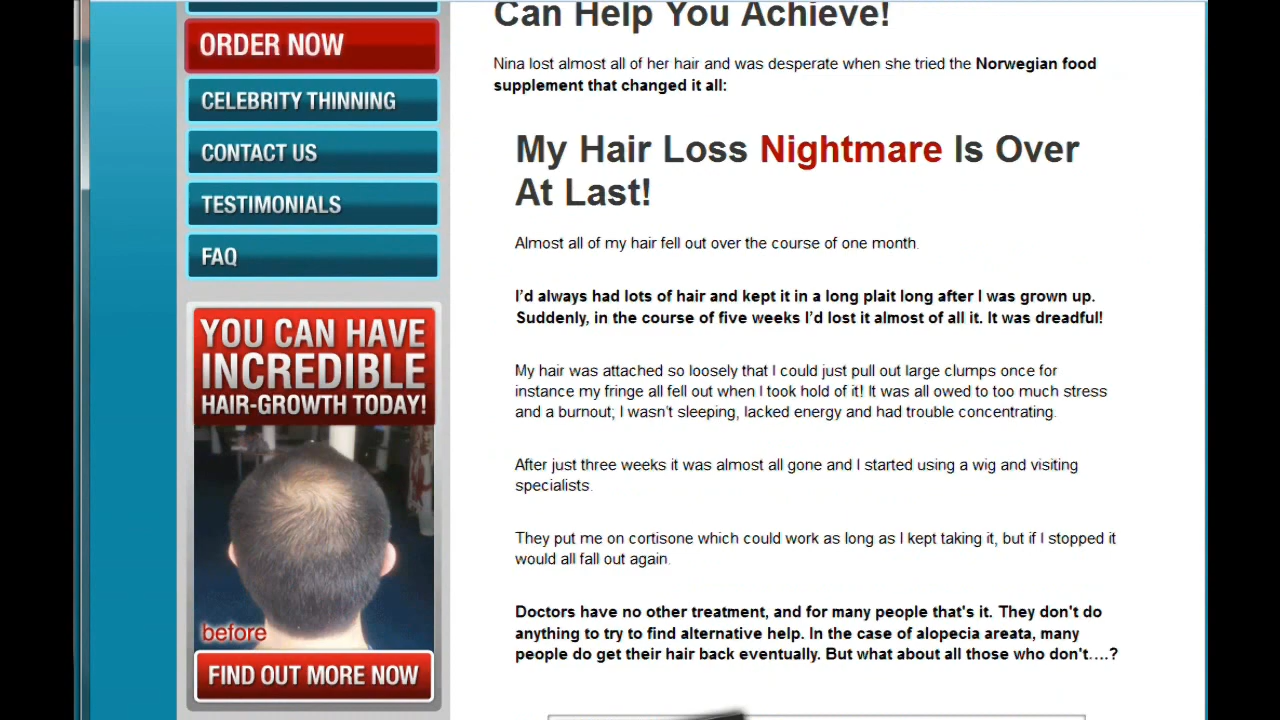 ORDER NOW
CELEBRITY THINNING
CONTACT US
TESTIMONIALS
FAQ
YOU CAN HAVE
INCREDIBLE
HAIR-GROWTH TODAY!
before
FIND OUT MORE NOW
Can Help You Achieve!
Nina lost almost all of her hair and was desperate when she tried the Norwegian food
supplement that changed it all:
My Hair Loss Nightmare Is Over
At Last!
Almost all of my hair fell out over the course of one month.
I'd always had lots of hair and kept it in a long plait long after I was grown up.
Suddenly, in the course of five weeks I'd lost it almost of all it. It was dreadful!
My hair was attached so loosely that I could just pull out large clumps once for
instance my fringe all fell out when I took hold of it! It was all owed to too much stress
and a burnout; I wasn't sleeping, lacked energy and had trouble concentrating.
After just three weeks it was almost all gone and I started using a wig and visiting
specialists.
They put me on cortisone which could work as long as I kept taking it, but if I stopped it
would all fall out again.
Doctors have no other treatment, and for many people that's it. They don't do
anything to try to find alternative help. In the case of alopecia areata, many
people do get their hair back eventually. But what about all those who don't....?